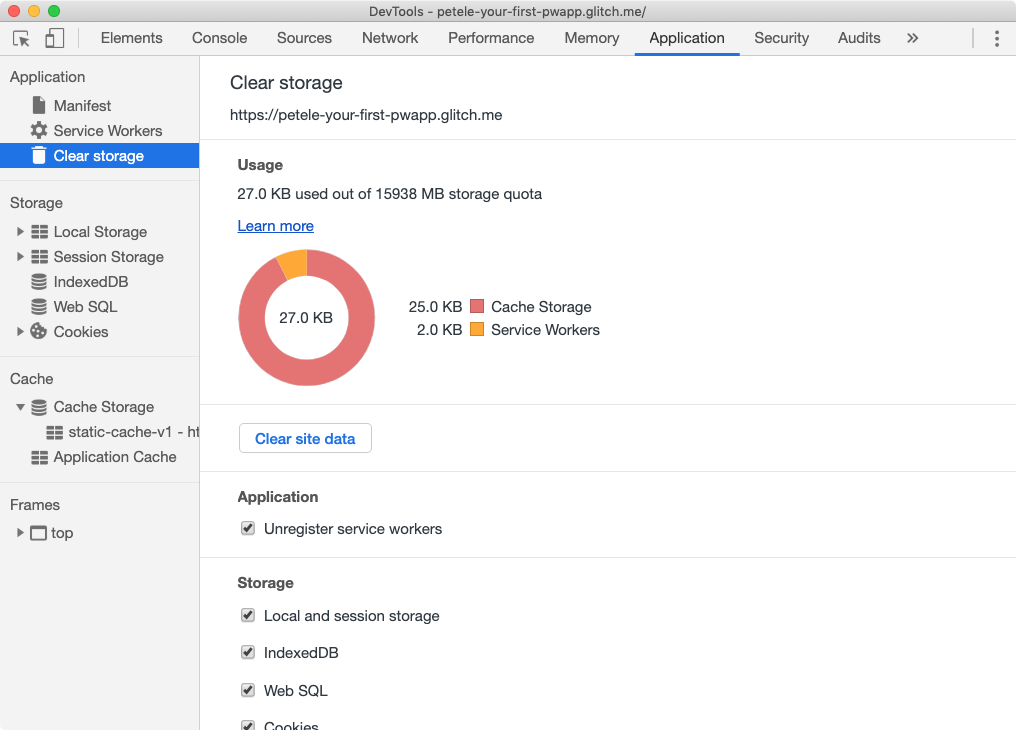 DevTools - petele-your-first-pwapp.glitch.me/
Elements Console Sources Network Performance Memory Application Security Audits »
Application
Manifest
Service Workers
Clear storage
Storage
Local Storage
Session Storage
IndexedDB
Web SQL
Cookies
Cache
Cache Storage
static-cache-v1 - ht
Application Cache
Frames
top
Clear storage
https://petele-your-first-pwapp.glitch.me
Usage
27.0 KB used out of 15938 MB storage quota
Learn more
27.0 KB
25.0 KB Cache Storage
2.0 KB Service Workers
Clear site data
Application
Unregister service workers
Storage
Local and session storage
IndexedDB
Web SQL
Cookies